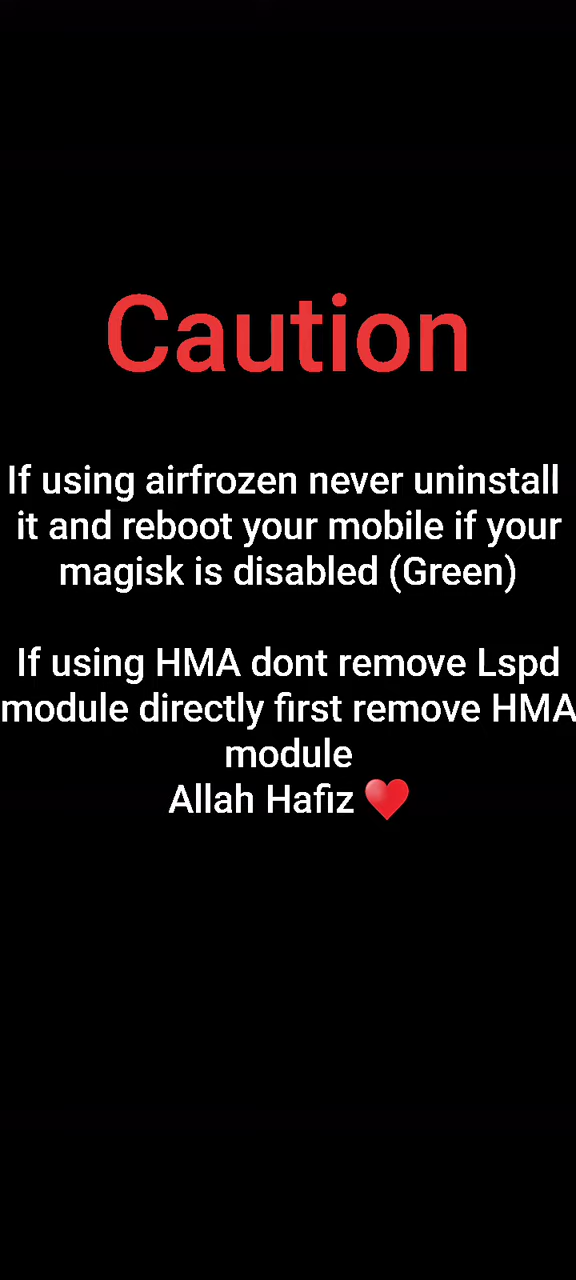 Caution
If using airfrozen never uninstall
it and reboot your mobile if your
magisk is disabled (Green)
If using HMA dont remove Lspd
module directly first remove HMA
module
Allah Hafiz ♥️